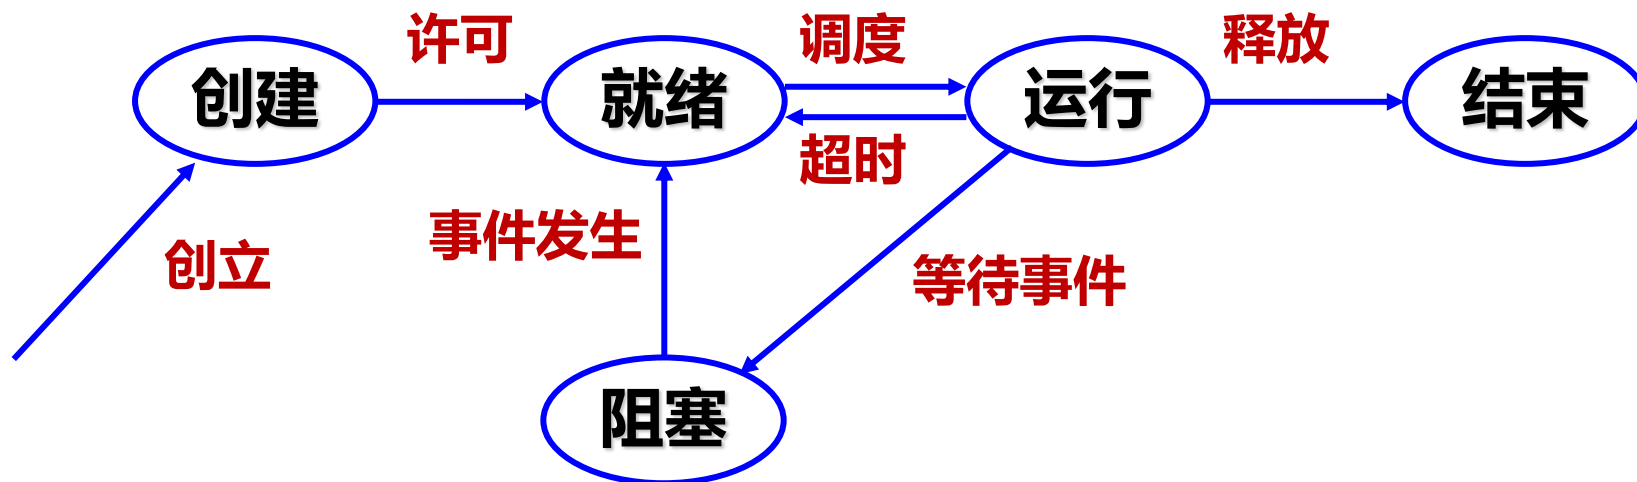 许可
调度
释放
创建
就绪
运行
结束
超时
事件发生
创立
等待事件
阻塞